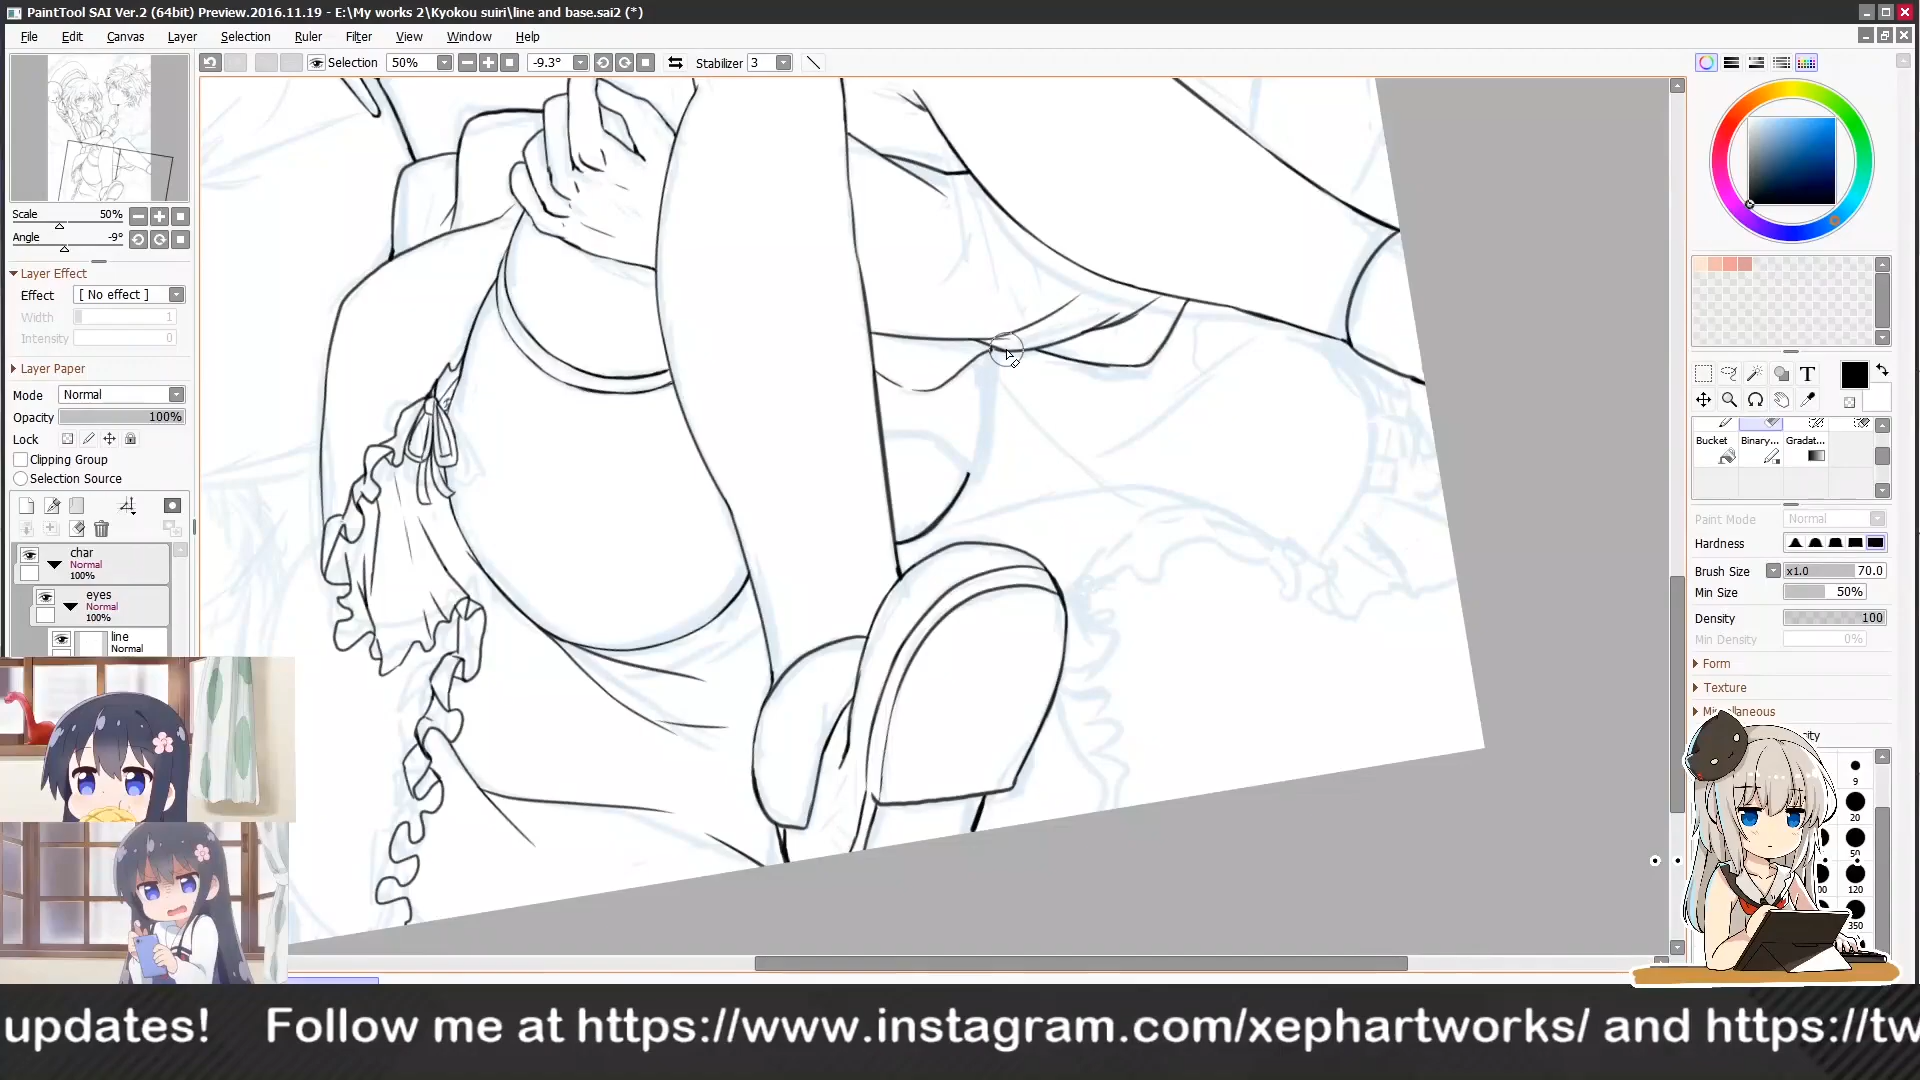 PaintTool SAI Ver.2 (64bit) Preview.2016.11.19 - E:\My works 2\Kyokou suiri\line and base.sai2 (*)
File Edit Canvas Layer Selection Ruler Filter View Window Help
Selection 50% -9.3° Stabilizer 3
Scale 50%
Angle -9°
Layer Effect
Effect [ No effect ]
Width 1
Intensity 0
Layer Paper
Mode Normal
Opacity 100%
Lock
Clipping Group
Selection Source
char
Normal
100%
eyes
Normal
100%
line
Normal
T
Bucket Binary... Gradat...
Paint Mode Normal
Hardness
Brush Size x1.0 70.0
Min Size 50%
Density 100
Min Density 0%
Form
Texture
9
20
50
120
350
updates! Follow me at https://www.instagram.com/xephartworks/ and https://tw